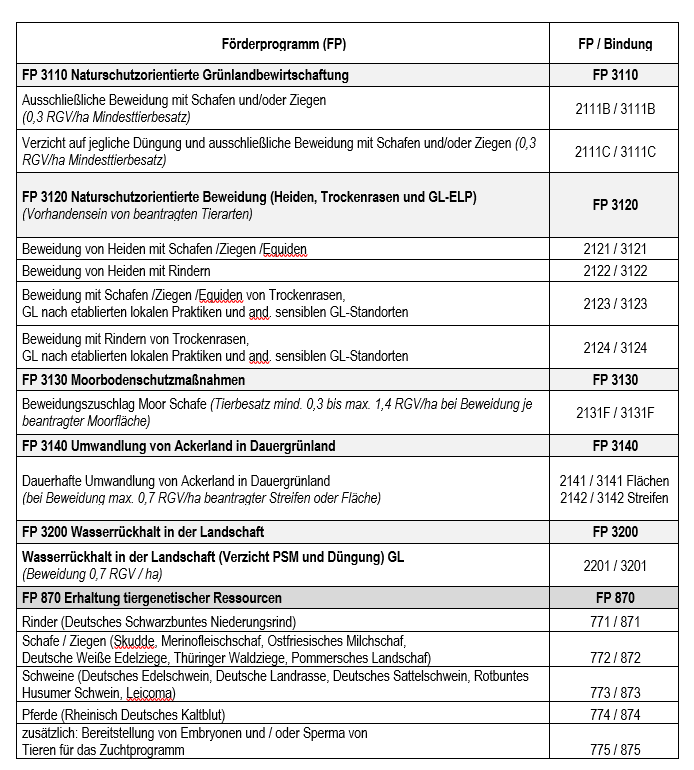 Förderprogramm (FP)
FP / Bindung
FP 3110 Naturschutzorientierte Grünlandbewirtschaftung
FP 3110
Ausschließliche Beweidung mit Schafen und/oder Ziegen
(0,3 RGV/ha Mindesttierbesatz)
2111B / 3111B
Verzicht auf jegliche Düngung und ausschließliche Beweidung mit Schafen und/oder Ziegen (0,3
RGV/ha Mindesttierbesatz)
2111C / 3111C
FP 3120 Naturschutzorientierte Beweidung (Heiden, Trockenrasen und GL-ELP)
(Vorhandensein von beantragten Tierarten)
FP 3120
Beweidung von Heiden mit Schafen /Ziegen /Equiden
2121 / 3121
Beweidung von Heiden mit Rindern
2122 / 3122
Beweidung mit Schafen /Ziegen /Equiden von Trockenrasen,
GL nach etablierten lokalen Praktiken und and. sensiblen GL-Standorten
2123 / 3123
Beweidung mit Rindern von Trockenrasen,
GL nach etablierten lokalen Praktiken und and. sensiblen GL-Standorten
2124 / 3124
FP 3130 Moorbodenschutzmaßnahmen
FP 3130
Beweidungszuschlag Moor Schafe (Tierbesatz mind. 0,3 bis max. 1,4 RGV/ha bei Beweidung je
beantragter Moorfläche)
2131F / 3131F
FP 3140 Umwandlung von Ackerland in Dauergrünland
FP 3140
Dauerhafte Umwandlung von Ackerland in Dauergrünland
(bei Beweidung max. 0,7 RGV/ha beantragter Streifen oder Fläche)
2141 / 3141 Flächen
2142 / 3142 Streifen
FP 3200 Wasserrückhalt in der Landschaft
FP 3200
Wasserrückhalt in der Landschaft (Verzicht PSM und Düngung) GL
(Beweidung 0,7 RGV / ha)
2201 / 3201
FP 870 Erhaltung tiergenetischer Ressourcen
FP 870
Rinder (Deutsches Schwarzbuntes Niederungsrind)
771 / 871
Schafe / Ziegen (Skudde, Merinofleischschaf, Ostfriesisches Milchschaf,
Deutsche Weiße Edelziege, Thüringer Waldziege, Pommersches Landschaf)
772 / 872
Schweine (Deutsches Edelschwein, Deutsche Landrasse, Deutsches Sattelschwein, Rotbuntes
Husumer Schwein, Leicoma)
773 / 873
Pferde (Rheinisch Deutsches Kaltblut)
774 / 874
zusätzlich: Bereitstellung von Embryonen und / oder Sperma von
Tieren für das Zuchtprogramm
775 / 875